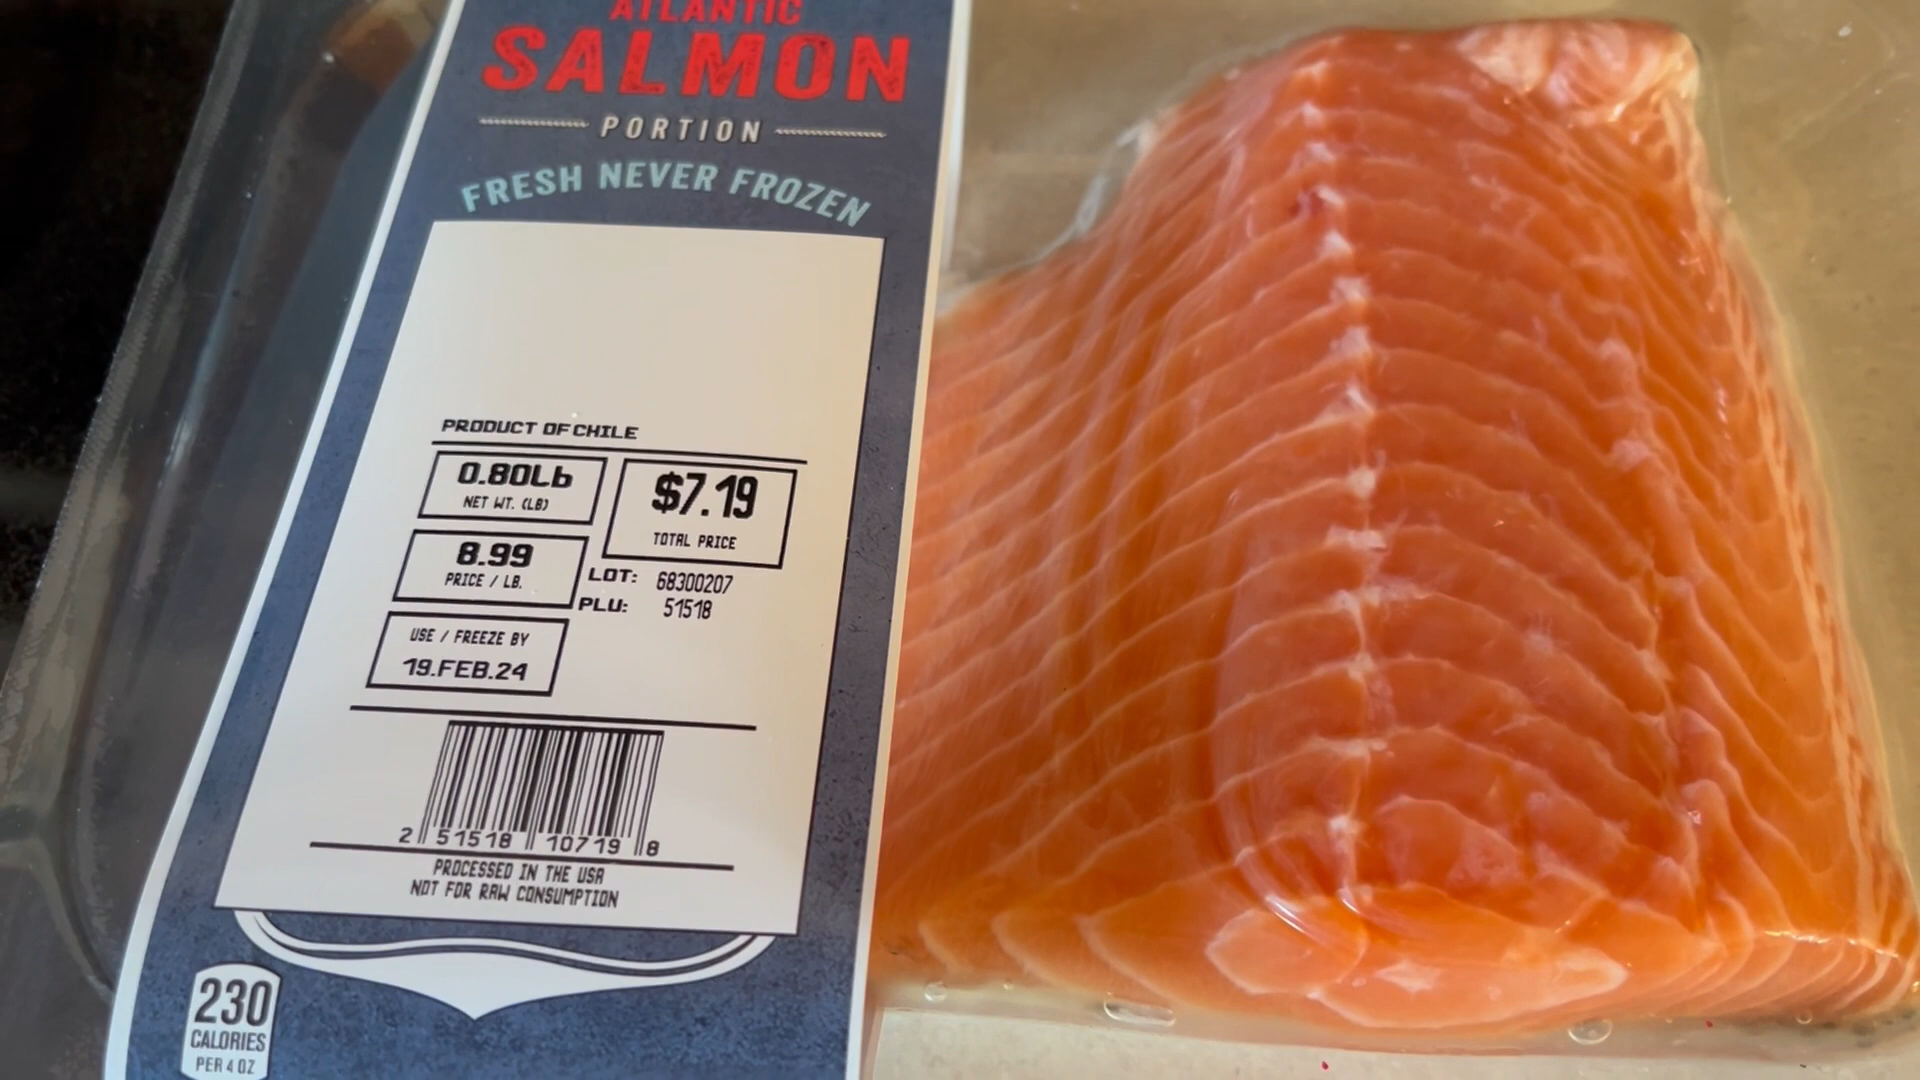 ATLANTIC
SALMON
PORTION
FRESH NEVER FROZEN
PRODUCT OF CHILE
0.80Lb
NET WT. (LB)
$7.19
TOTAL PRICE
8.99
PRICE / LB.
LOT: 68300207
PLU: 51518
USE / FREEZE BY
19.FEB.24
2 51518 10719 8
PROCESSED IN THE USA
NOT FOR RAW CONSUMPTION
230
CALORIES
PER 4 OZ